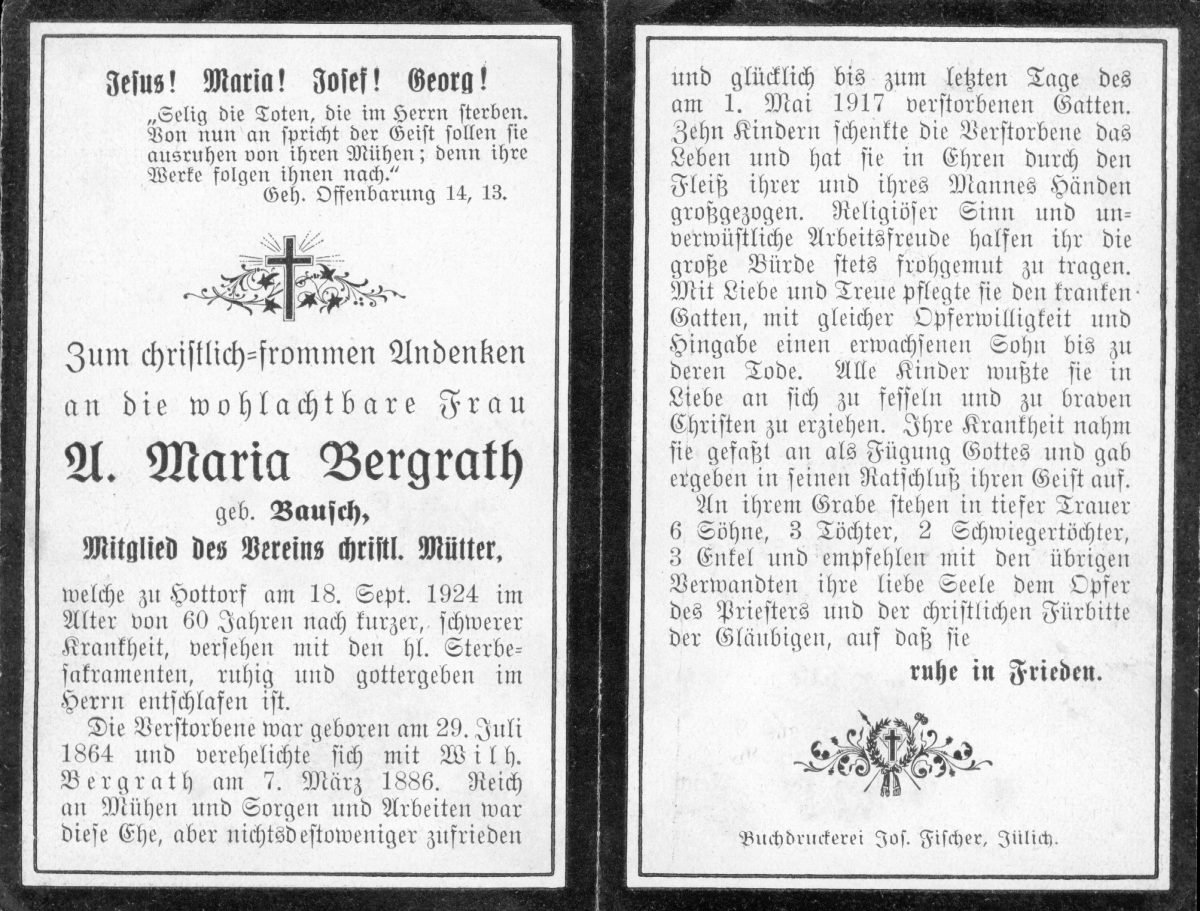 Jesus! Maria! Josef! Georg!
„Selig die Toten, die im Herrn sterben.
Von nun an spricht der Geist sollen sie
ausruhen von ihren Mühen; denn ihre
Werke folgen ihnen nach.“
Geh. Offenbarung 14, 13.
Zum christlich=frommen Andenken
an die wohlachtbare Frau
A. Maria Bergrath
geb. Bausch,
Mitglied des Vereins christl. Mütter,
welche zu Hottorf am 18. Sept. 1924 im
Alter von 60 Jahren nach kurzer, schwerer
Krankheit, versehen mit den hl. Sterbe=
sakramenten, ruhig und gottergeben im
Herrn entschlafen ist.
Die Verstorbene war geboren am 29. Juli
1864 und verehelichte sich mit Wilh.
Bergrath am 7. März 1886. Reich
an Mühen und Sorgen und Arbeiten war
diese Ehe, aber nichtsdestoweniger zufrieden
und glücklich bis zum letzten Tage des
am 1. Mai 1917 verstorbenen Gatten.
Zehn Kindern schenkte die Verstorbene das
Leben und hat sie in Ehren durch den
Fleiß ihrer und ihres Mannes Händen
großgezogen. Religiöser Sinn und un=
verwüstliche Arbeitsfreude halfen ihr die
große Bürde stets frohgemut zu tragen.
Mit Liebe und Treue pflegte sie den kranken
Gatten, mit gleicher Opferwilligkeit und
Hingabe einen erwachsenen Sohn bis zu
deren Tode. Alle Kinder wußte sie in
Liebe an sich zu fesseln und zu braven
Christen zu erziehen. Ihre Krankheit nahm
sie gefaßt an als Fügung Gottes und gab
ergeben in seinen Ratschluß ihren Geist auf.
An ihrem Grabe stehen in tiefer Trauer
6 Söhne, 3 Töchter, 2 Schwiegertöchter,
3 Enkel und empfehlen mit den übrigen
Verwandten ihre liebe Seele dem Opfer
des Priesters und der christlichen Fürbitte
der Gläubigen, auf daß sie
ruhe in Frieden.
Buchdruckerei Jos. Fischer, Jülich.